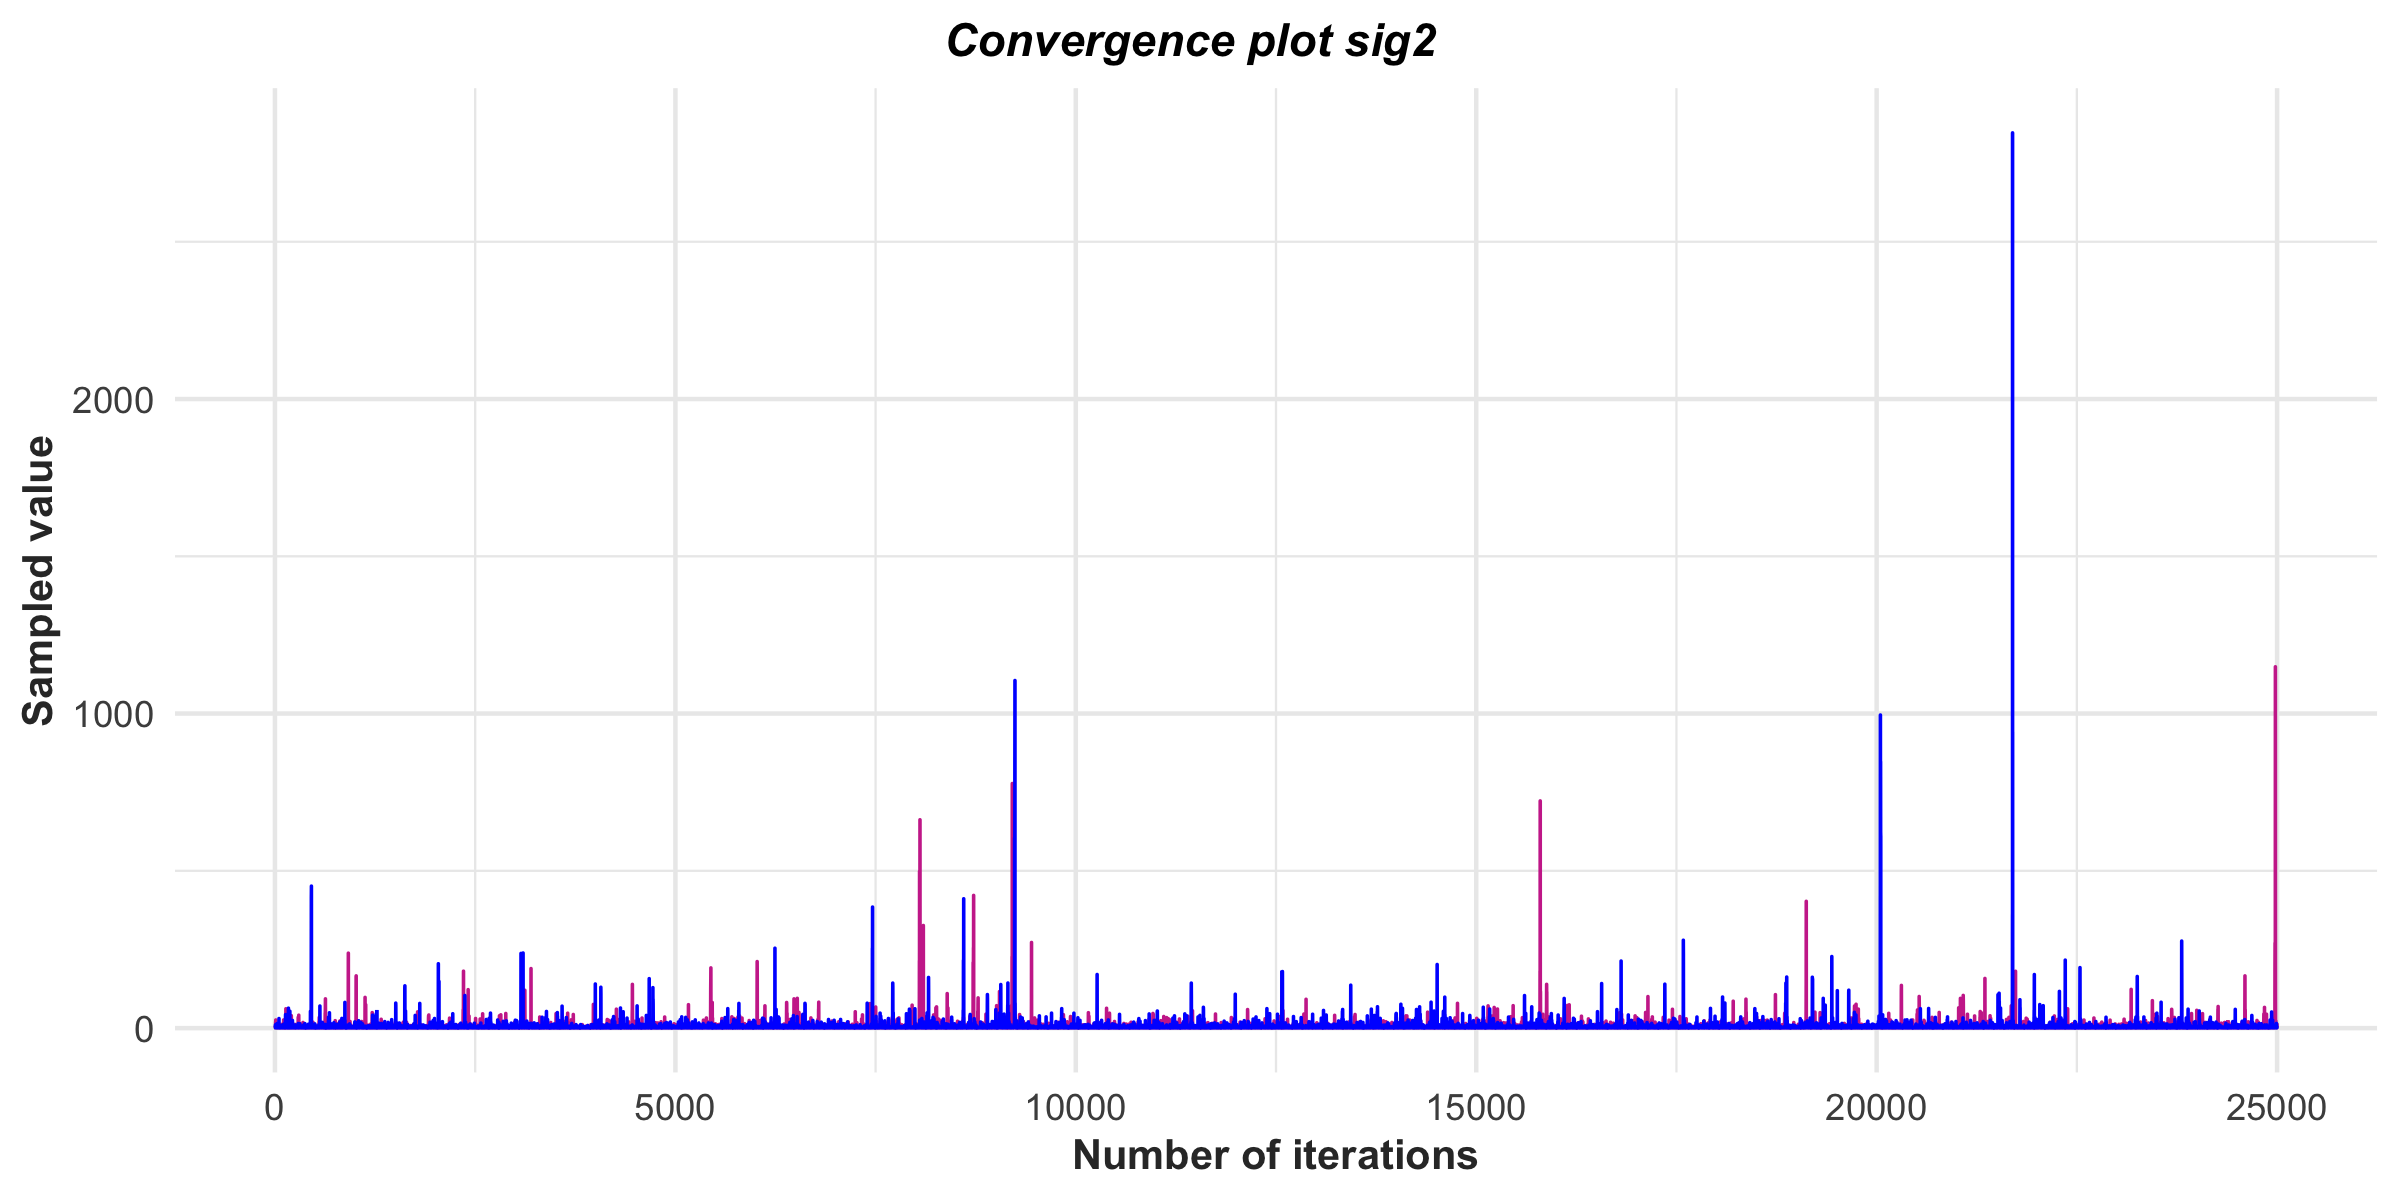 Convergence plot sig2
Sampled value
2000
1000
0
0 5000 10000 15000 20000 25000
Number of iterations